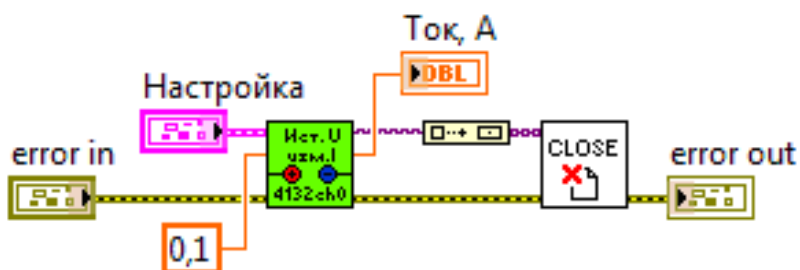 Ток, А
DBL
Настройка
Ист.U
изм.I
4132ch0
error in
CLOSE
error out
0,1